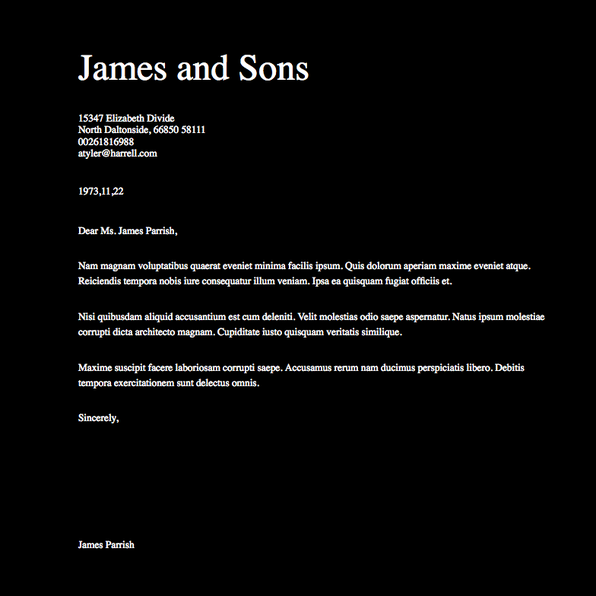 James and Sons
15347 Elizabeth Divide
North Daltonside, 66850 58111
00261816988
atyler@harrell.com
1973,11,22
Dear Ms. James Parrish,
Nam magnam voluptatibus quaerat eveniet minima facilis ipsum. Quis dolorum aperiam maxime eveniet atque.
Reiciendis tempora nobis iure consequatur illum veniam. Ipsa ea quisquam fugiat officiis et.
Nisi quibusdam aliquid accusantium est cum deleniti. Velit molestias odio saepe aspernatur. Natus ipsum molestiae
corrupti dicta architecto magnam. Cupiditate iusto quisquam veritatis similique.
Maxime suscipit facere laboriosam corrupti saepe. Accusamus rerum nam ducimus perspiciatis libero. Debitis
tempora exercitationem sunt delectus omnis.
Sincerely,
James Parrish